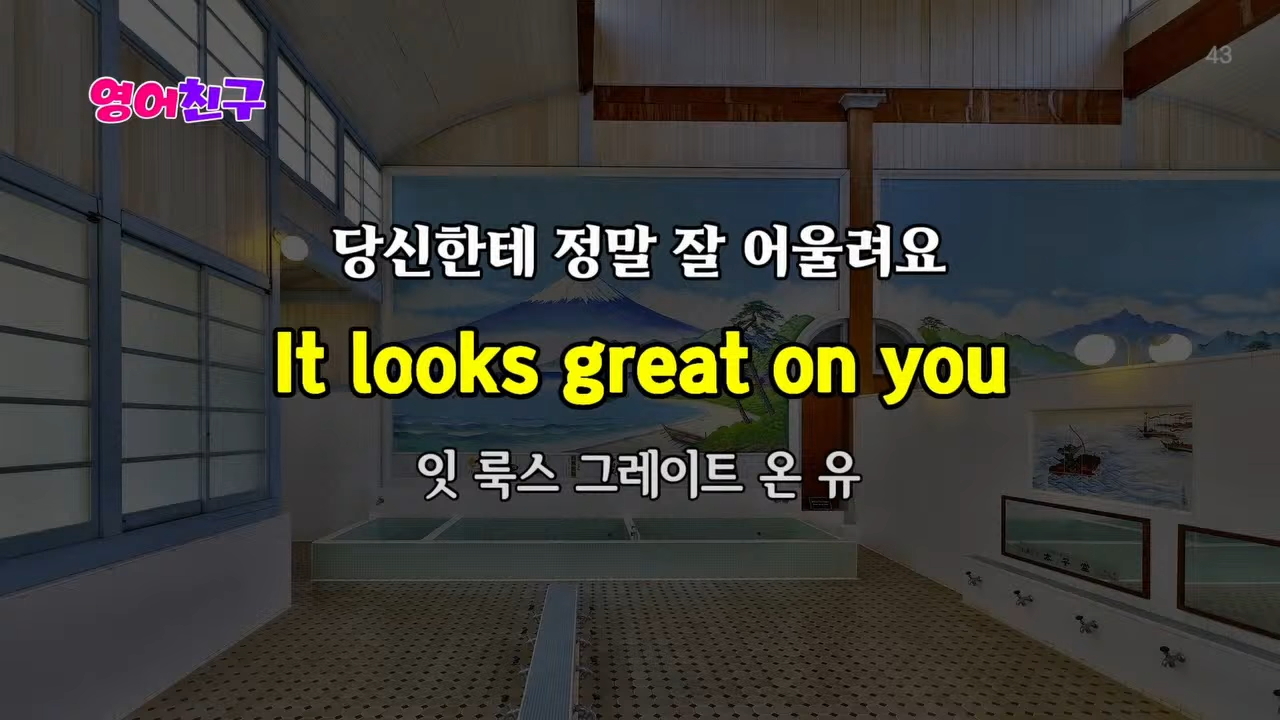 43
영어친구
당신한테 정말 잘 어울려요
It looks great on you
잇 룩스 그레이트 온 유